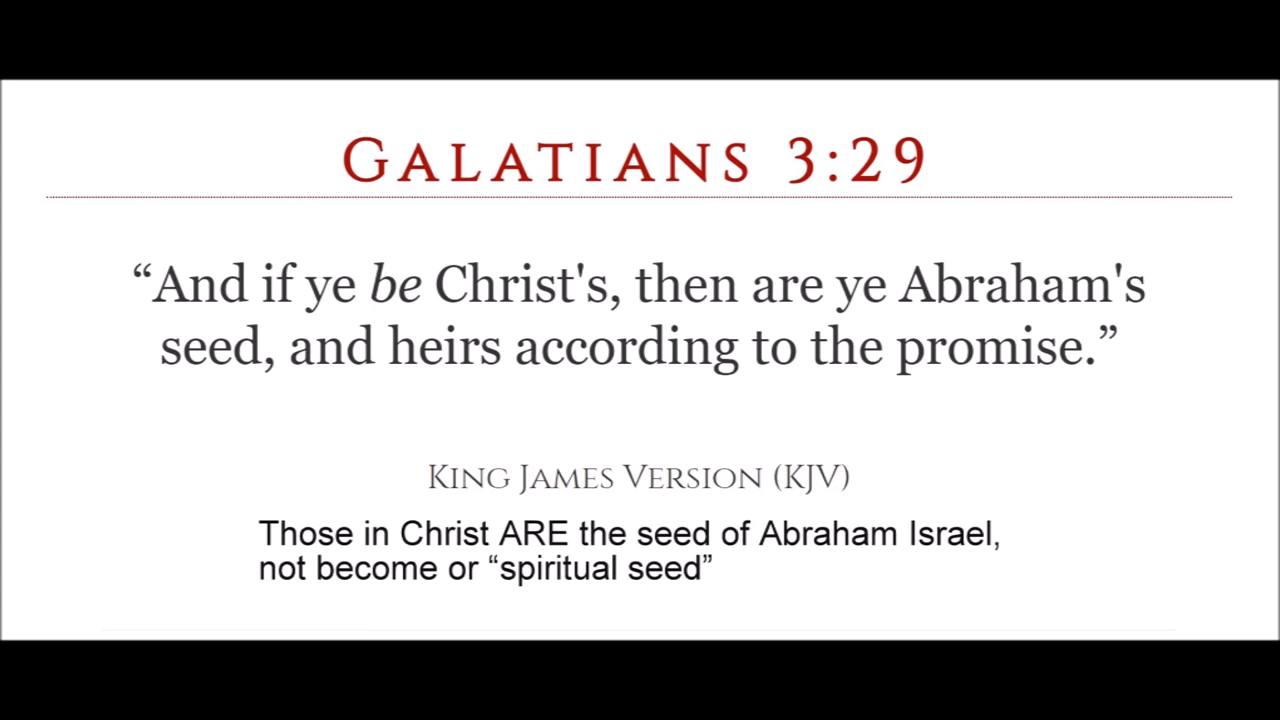 GALATIANS 3:29
“And if ye be Christ's, then are ye Abraham's
seed, and heirs according to the promise.”
KING JAMES VERSION (KJV)
Those in Christ ARE the seed of Abraham Israel,
not become or “spiritual seed”